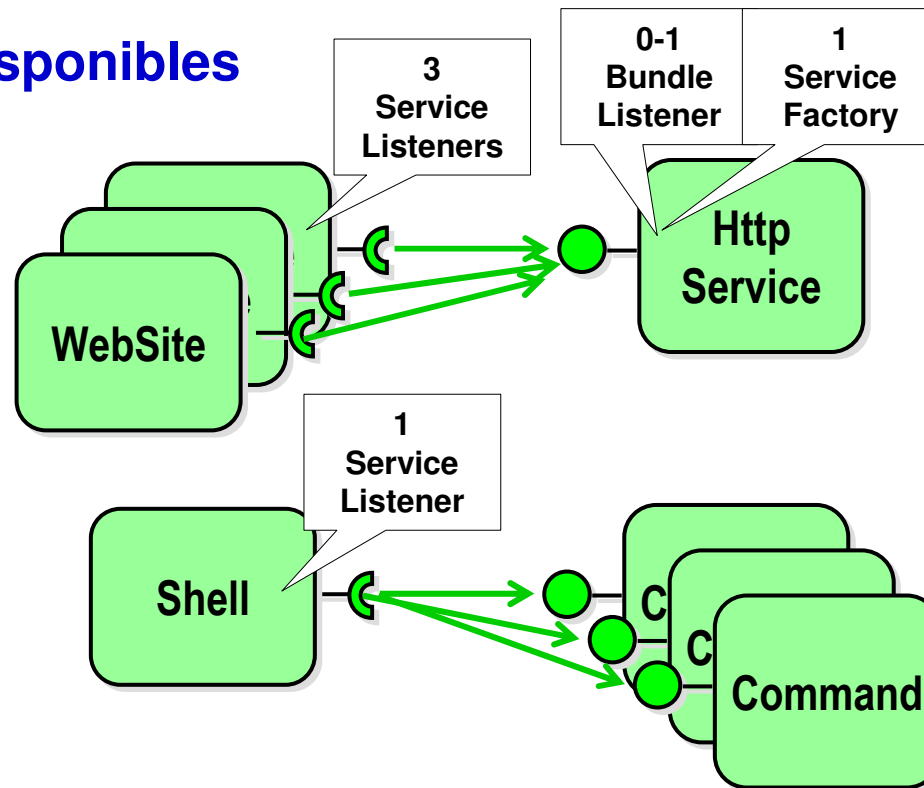 sponibles
3
Service
Listeners
0-1
Bundle
Listener
1
Service
Factory
Http
Service
WebSite
1
Service
Listener
Shell
C
C
Command